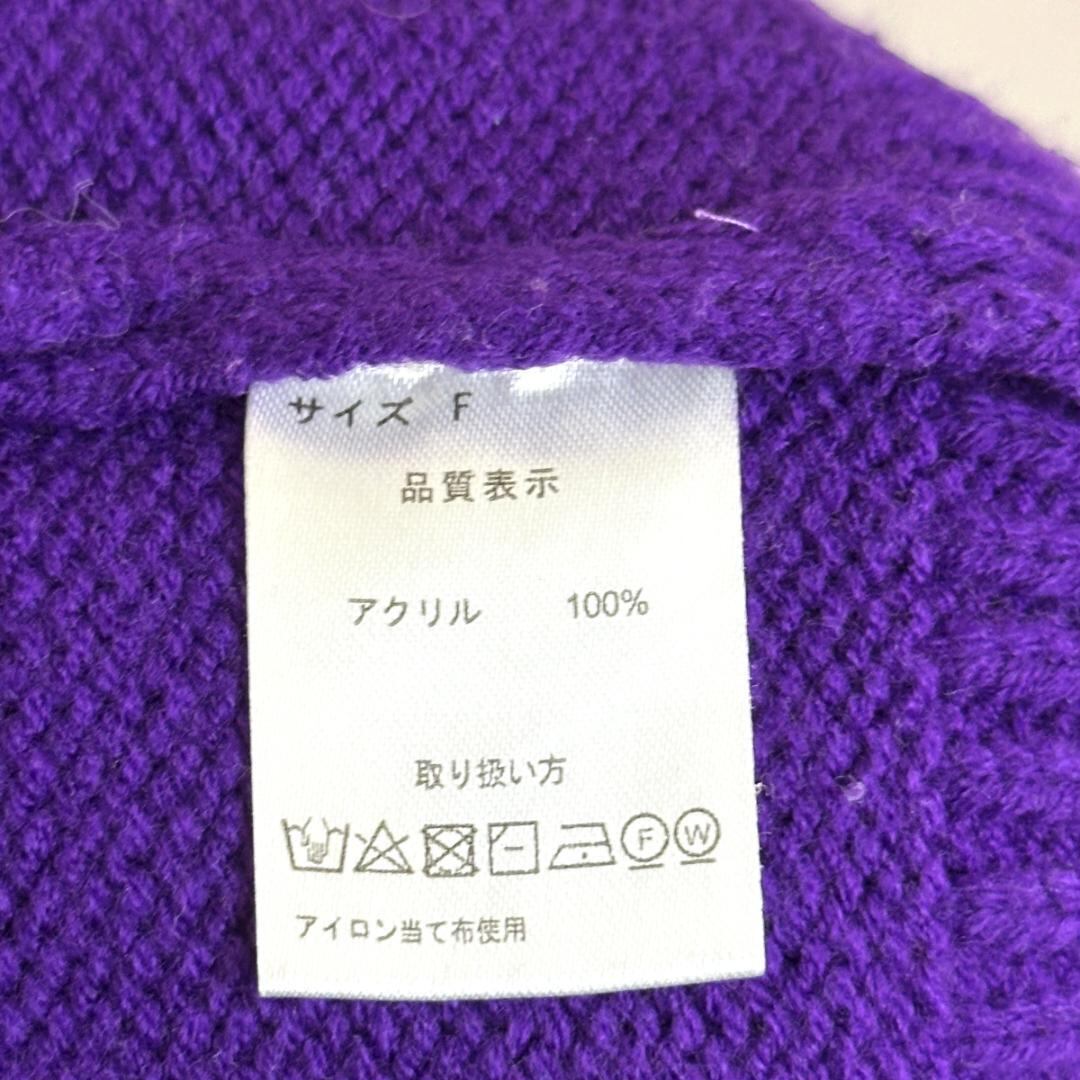 サイズ F
品質表示
アクリル 100%
取り扱い方
F W
アイロン当て布使用